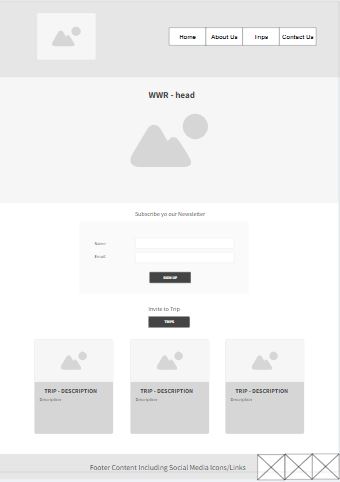 Home About Us Trips Contact Us
WWR - head
Subscribe yo our Newsletter
Name
Email
SIGN UP
Invite to Trip
TRIPS
TRIP - DESCRIPTION TRIP - DESCRIPTION TRIP - DESCRIPTION
Description Description Description
Footer Content Including Social Media Icons/Links